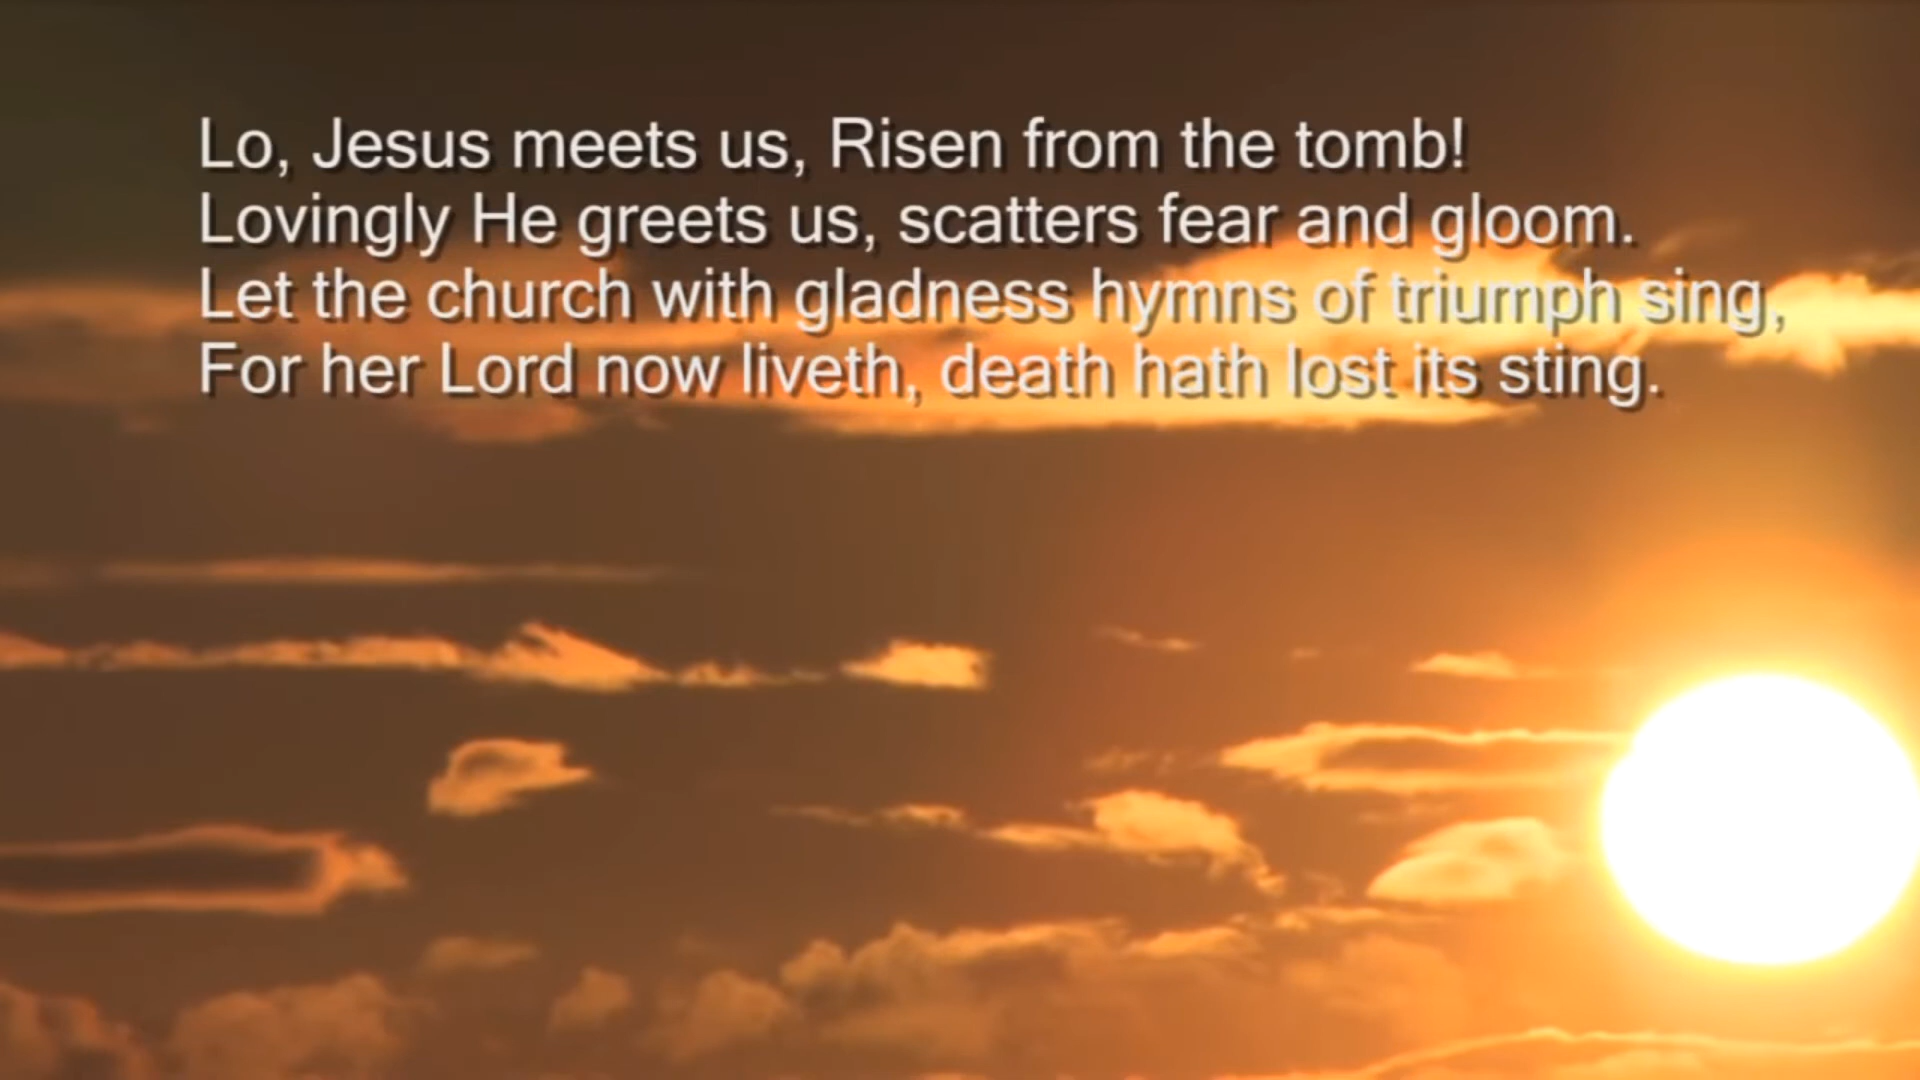 Lo, Jesus meets us, Risen from the tomb!
Lovingly He greets us, scatters fear and gloom.
Let the church with gladness hymns of triumph sing,
For her Lord now liveth, death hath lost its sting.